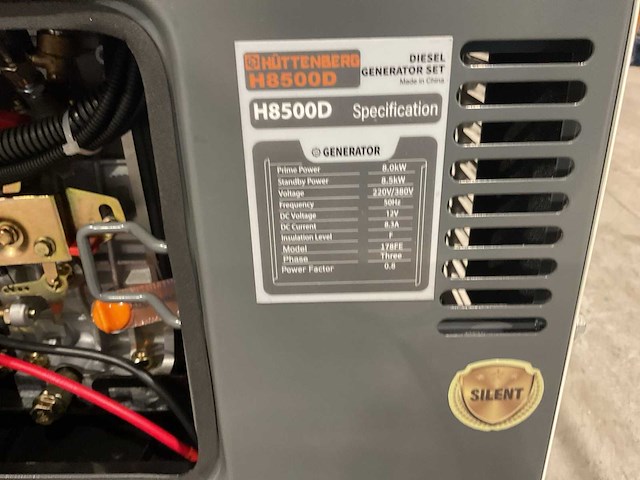 HÜTTENBERG
H8500D
DIESEL
GENERATOR SET
Made in China
H8500D Specification
GENERATOR
Prime Power 8.0kW
Standby Power 8.5kW
Voltage 220V/380V
Frequency 50Hz
DC Voltage 12V
DC Current 8.3A
Insulation Level F
Model 178FE
Phase Three
Power Factor 0.8
SILENT